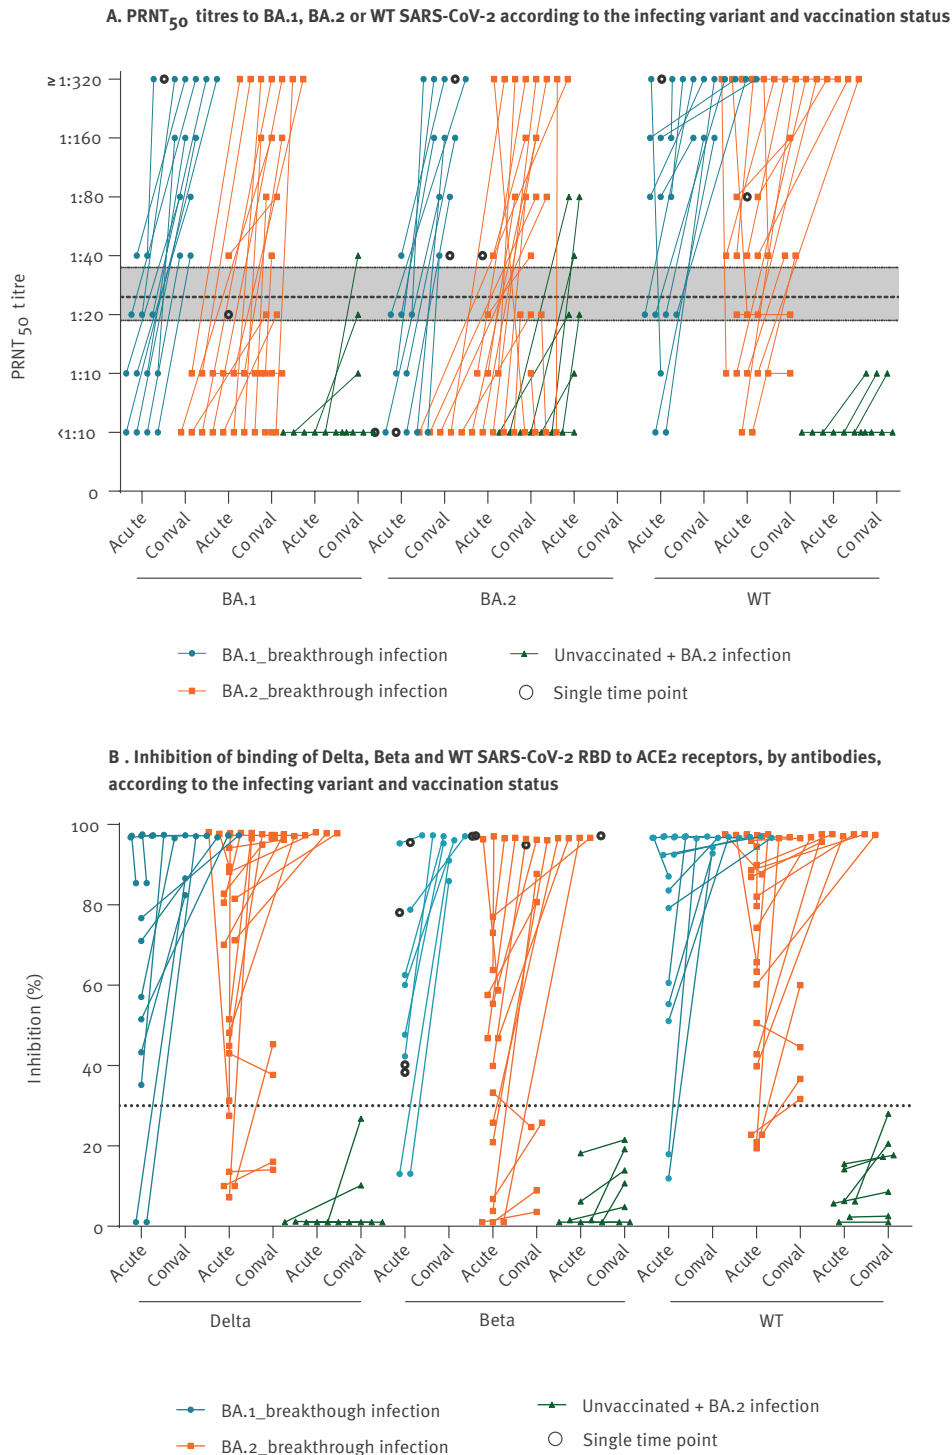 A. PRNT50 titres to BA.1, BA.2 or WT SARS-CoV-2 according to the infecting variant and vaccination status
PRNT 50 titre
≥ 1:320
1:160
1:80
1:40
1:20
1:10
<1:10
0
Acute Conval Acute Conval Acute Conval Acute Conval Acute Conval Acute Conval Acute Conval Acute Conval Acute Conval
BA.1 BA.2 WT
BA.1_breakthrough infection Unvaccinated + BA.2 infection
BA.2_breakthrough infection Single time point
B . Inhibition of binding of Delta, Beta and WT SARS-CoV-2 RBD to ACE2 receptors, by antibodies,
according to the infecting variant and vaccination status
Inhibition (%)
100
80
60
40
20
0
Acute Conval Acute Conval Acute Conval Acute Conval Acute Conval Acute Conval Acute Conval Acute Conval Acute Conval
Delta Beta WT
BA.1_breakthough infection Unvaccinated + BA.2 infection
BA.2_breakthrough infection Single time point